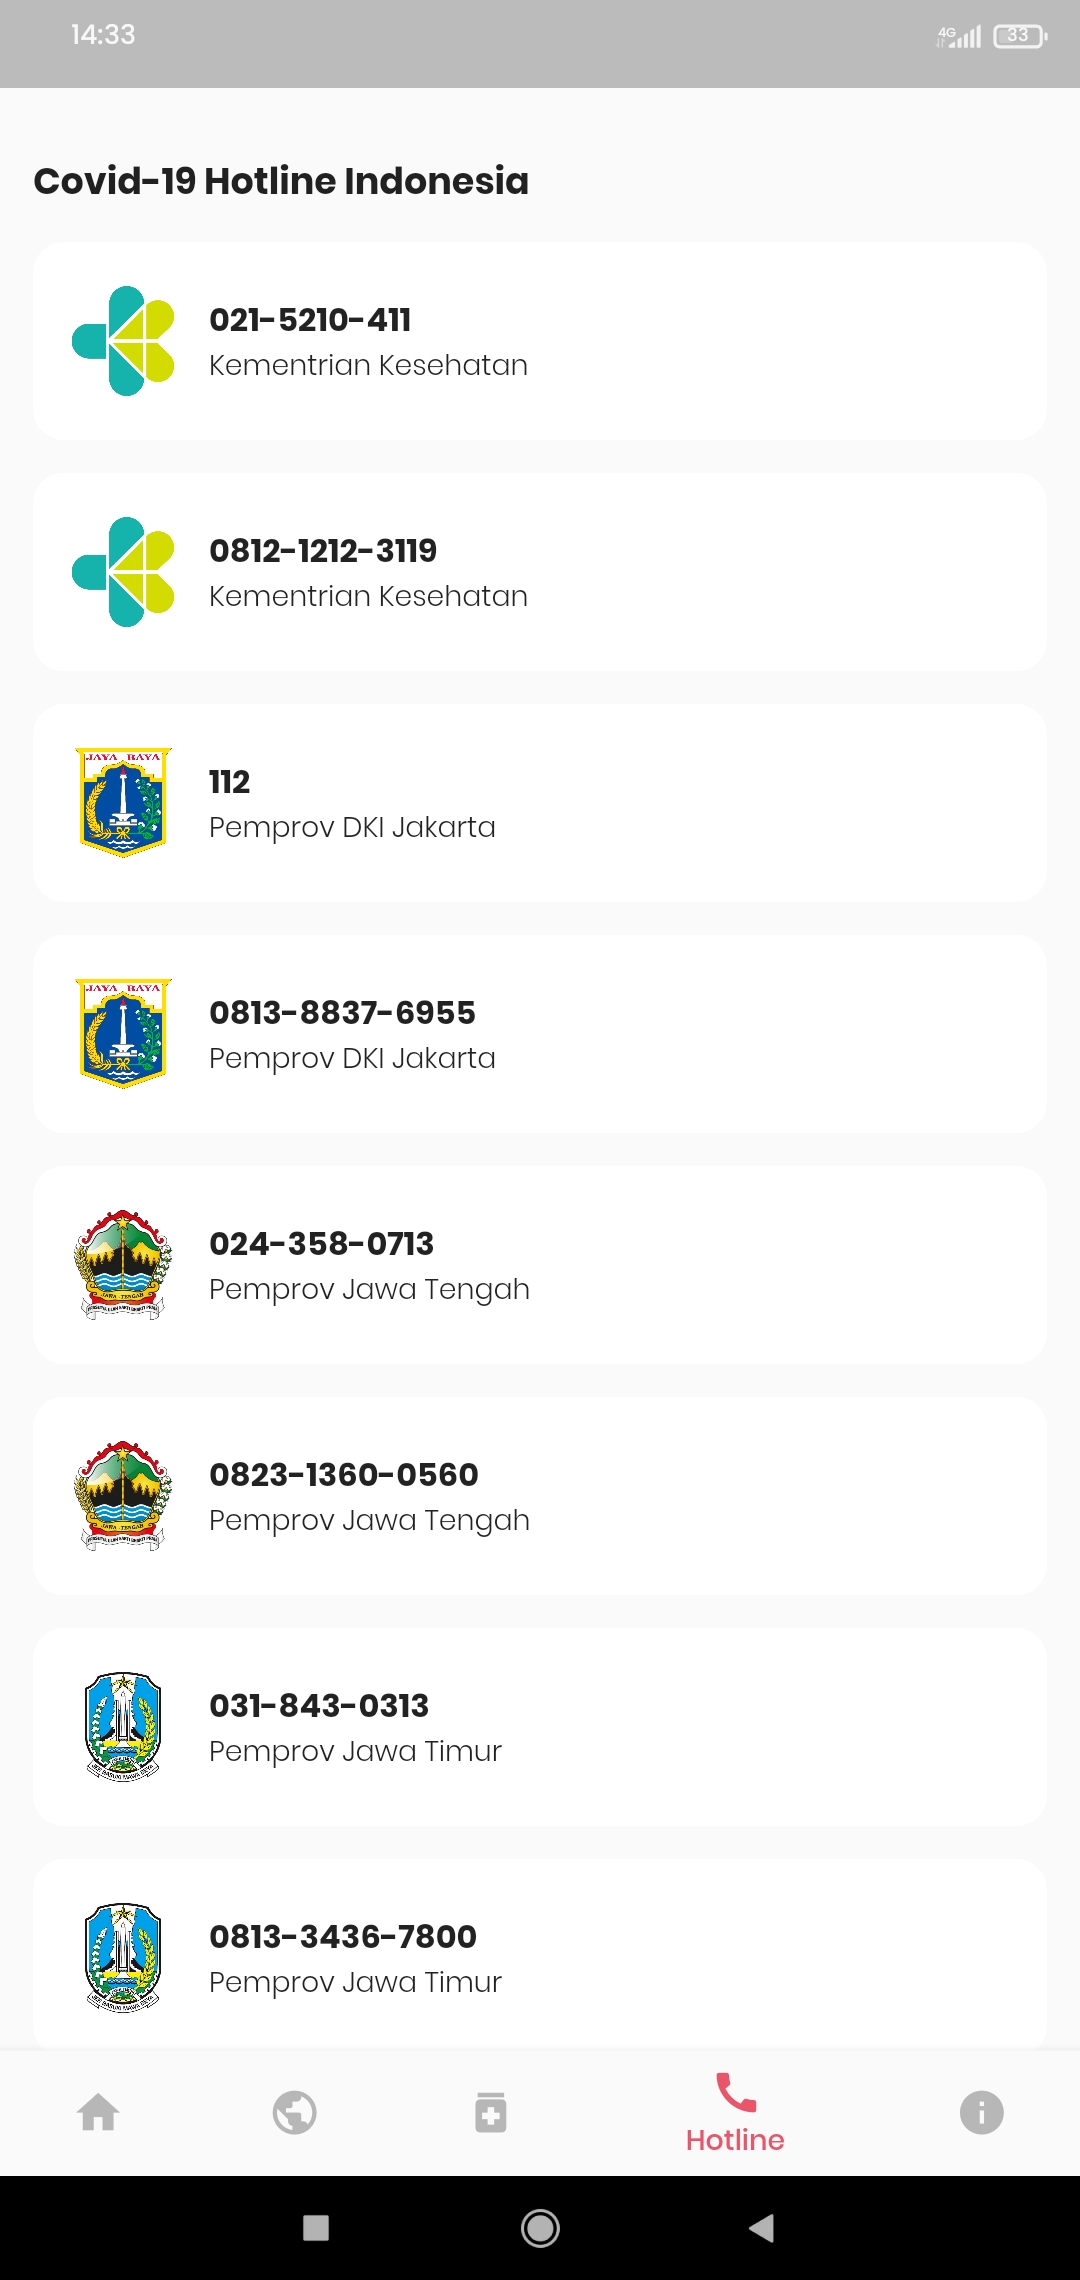 14:33
4G
33
Covid-19 Hotline Indonesia
021-5210-411
Kementrian Kesehatan
0812-1212-3119
Kementrian Kesehatan
JAYA RAYA
112
Pemprov DKI Jakarta
JAYA RAYA
0813-8837-6955
Pemprov DKI Jakarta
JAWA TENGAH
024-358-0713
Pemprov Jawa Tengah
JAWA TENGAH
0823-1360-0560
Pemprov Jawa Tengah
031-843-0313
Pemprov Jawa Timur
0813-3436-7800
Pemprov Jawa Timur
Hotline